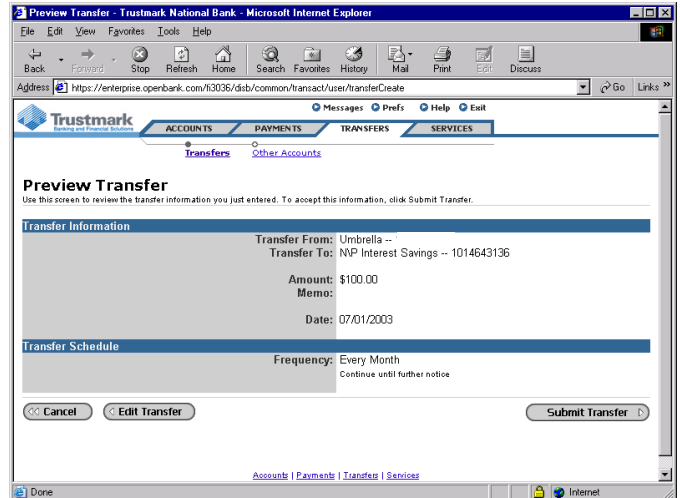 Preview Transfer - Trustmark National Bank - Microsoft Internet Explorer
File Edit View Favorites Tools Help
Back Forward Stop Refresh Home Search Favorites History Mail Print Edit Discuss
Address https://enterprise.openbank.com/fi3036/disb/common/transact/user/transferCreate Go Links »
Messages Prefs Help Exit
Trustmark
Banking and Financial Solutions
ACCOUNTS PAYMENTS TRANSFERS SERVICES
Transfers Other Accounts
Preview Transfer
Use this screen to review the transfer information you just entered. To accept this information, click Submit Transfer.
Transfer Information
Transfer From: Umbrella --
Transfer To: N\P Interest Savings -- 1014643136
Amount: $100.00
Memo:
Date: 07/01/2003
Transfer Schedule
Frequency: Every Month
Continue until further notice
Cancel Edit Transfer Submit Transfer
Accounts | Payments | Transfers | Services
Done Internet